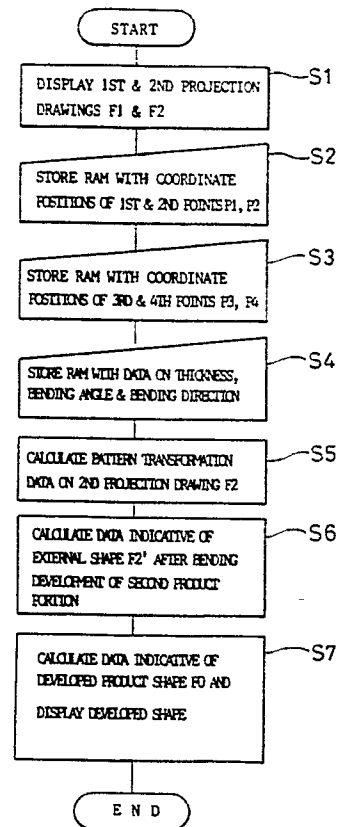 START
S1
DISPLAY 1ST & 2ND PROJECTION
DRAWINGS F1 & F2
S2
STORE RAM WITH COORDINATE
POSITIONS OF 1ST & 2ND POINTS P1, P2
S3
STORE RAM WITH COORDINATE
POSITIONS OF 3RD & 4TH POINTS P3, P4
S4
STORE RAM WITH DATA ON THICKNESS,
BENDING ANGLE & BENDING DIRECTION
S5
CALCULATE PATTERN TRANSFORMATION
DATA ON 2ND PROJECTION DRAWING F2
S6
CALCULATE DATA INDICATIVE OF
EXTERNAL SHAPE F2' AFTER BENDING
DEVELOPMENT OF SECOND PRODUCT
PORTION
S7
CALCULATE DATA INDICATIVE OF
DEVELOPED PRODUCT SHAPE F0 AND
DISPLAY DEVELOPED SHAPE
END